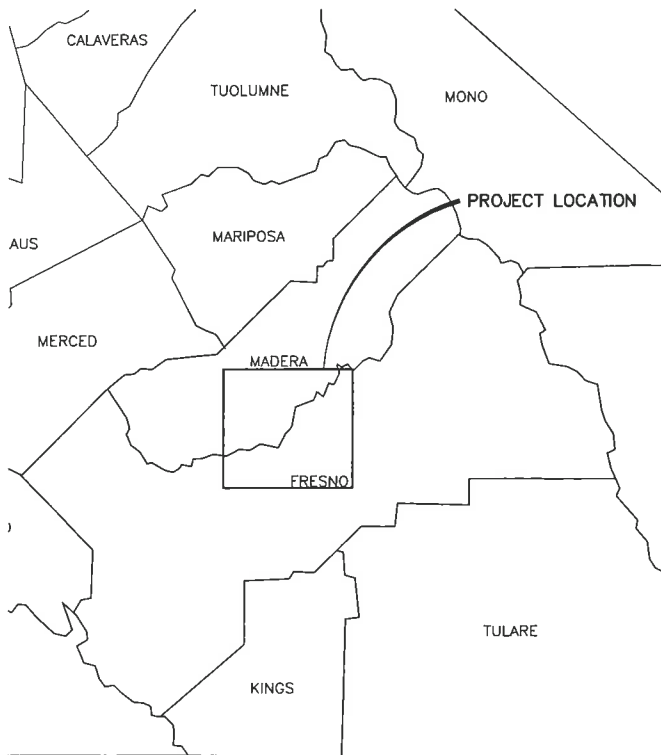 CALAVERAS
TUOLUMNE
MONO
PROJECT LOCATION
MARIPOSA
AUS
MERCED
MADERA
FRESNO
TULARE
KINGS